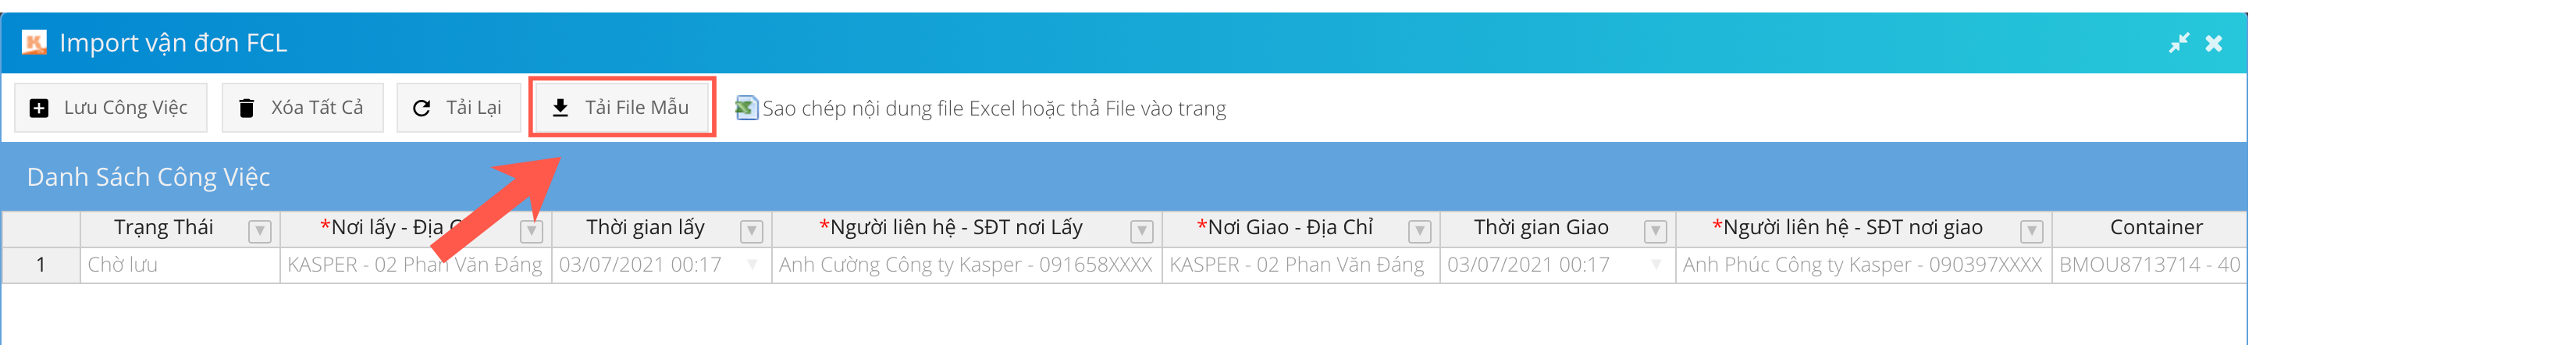 Import vận đơn FCL
Lưu Công Việc Xóa Tất Cả Tải Lại Tải File Mẫu Sao chép nội dung file Excel hoặc thả File vào trang
Danh Sách Công Việc
Trạng Thái *Nơi lấy - Địa Thời gian lấy *Người liên hệ - SĐT nơi Lấy *Nơi Giao - Địa Chỉ Thời gian Giao *Người liên hệ - SĐT nơi giao Container
1 Chờ lưu KASPER - 02 Phan Văn Đáng 03/07/2021 00:17 Anh Cường Công ty Kasper - 091658XXXX KASPER - 02 Phan Văn Đáng 03/07/2021 00:17 Anh Phúc Công ty Kasper - 090397XXXX BMOU8713714 - 40